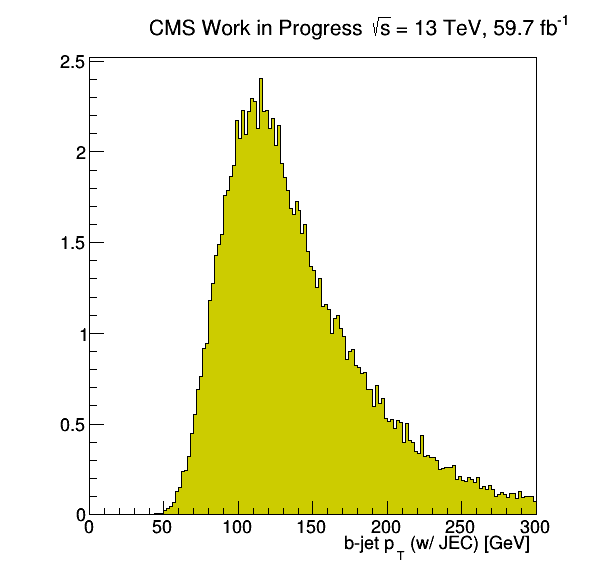 CMS Work in Progress √s = 13 TeV, 59.7 fb⁻¹
2.5
2
1.5
1
0.5
0
0 50 100 150 200 250 300
b-jet p_T (w/ JEC) [GeV]